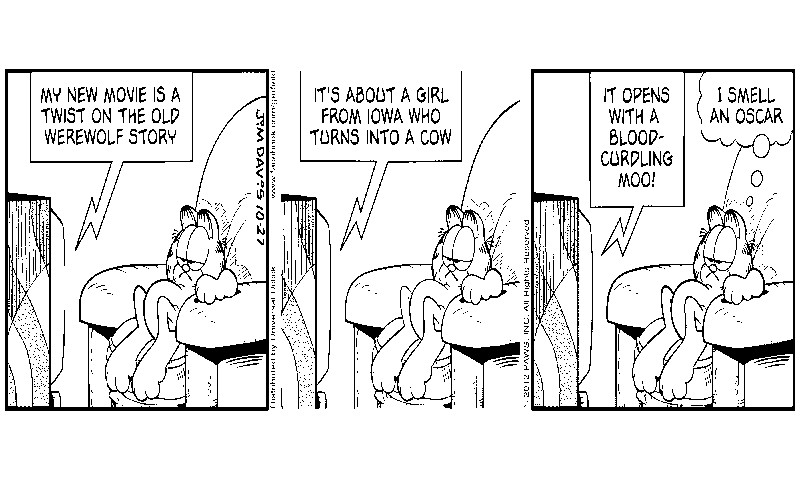 MY NEW MOVIE IS A
TWIST ON THE OLD
WEREWOLF STORY
JIM DAVIS 10-27
IT'S ABOUT A GIRL
FROM IOWA WHO
TURNS INTO A COW
IT OPENS
WITH A
BLOOD-
CURDLING
MOO!
I SMELL
AN OSCAR
© 2012 PAWS, INC. All Rights Reserved